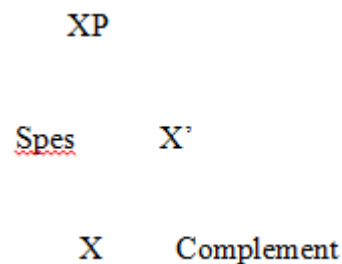 XP
Spes X’
X Complement